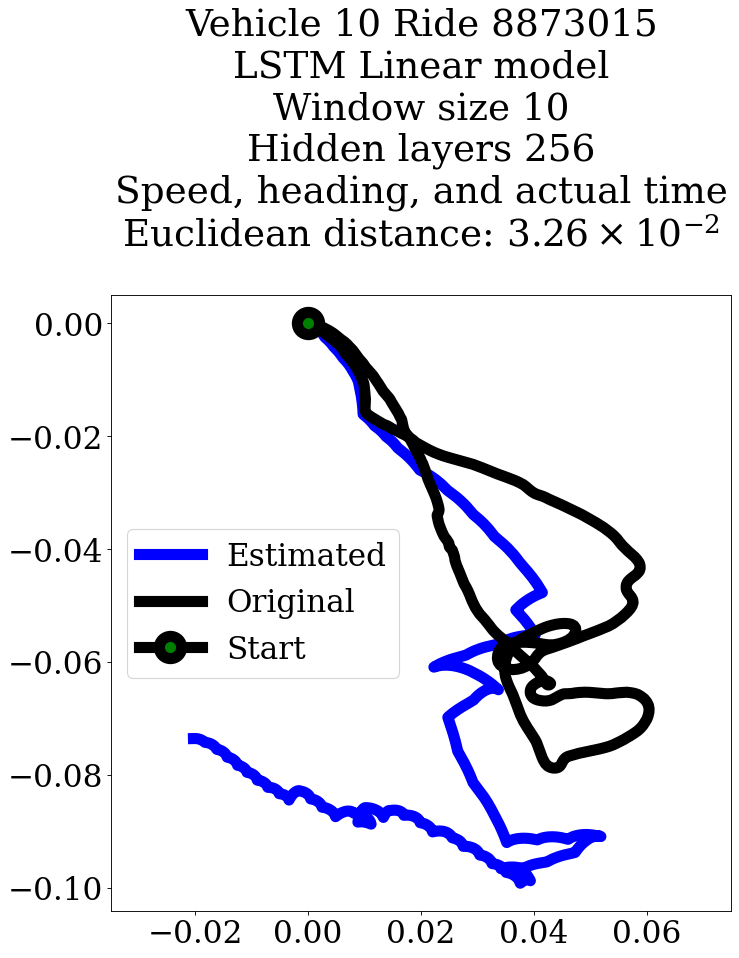 Vehicle 10 Ride 8873015
LSTM Linear model
Window size 10
Hidden layers 256
Speed, heading, and actual time
Euclidean distance: 3.26 × 10⁻²
0.00
−0.02
−0.04
−0.06
−0.08
−0.10
Estimated
Original
Start
−0.02 0.00 0.02 0.04 0.06